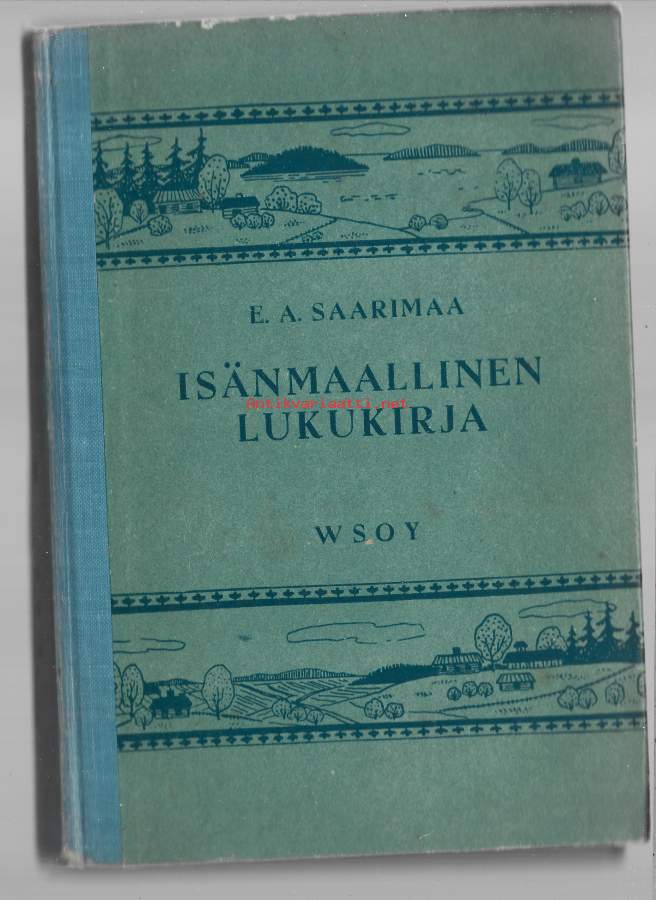 E. A. SAARIMAA
ISÄNMAALLINEN
Antikvariaatti.net
LUKUKIRJA
WSOY